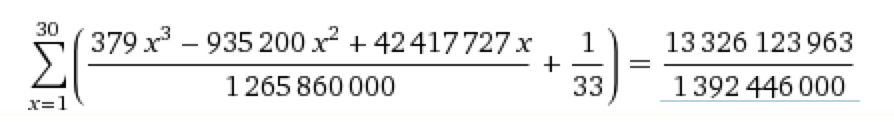 30
∑
x=1
( (379 x³ − 935 200 x² + 42 417 727 x) / 1 265 860 000 + 1/33 ) = 13 326 123 963 / 1 392 446 000